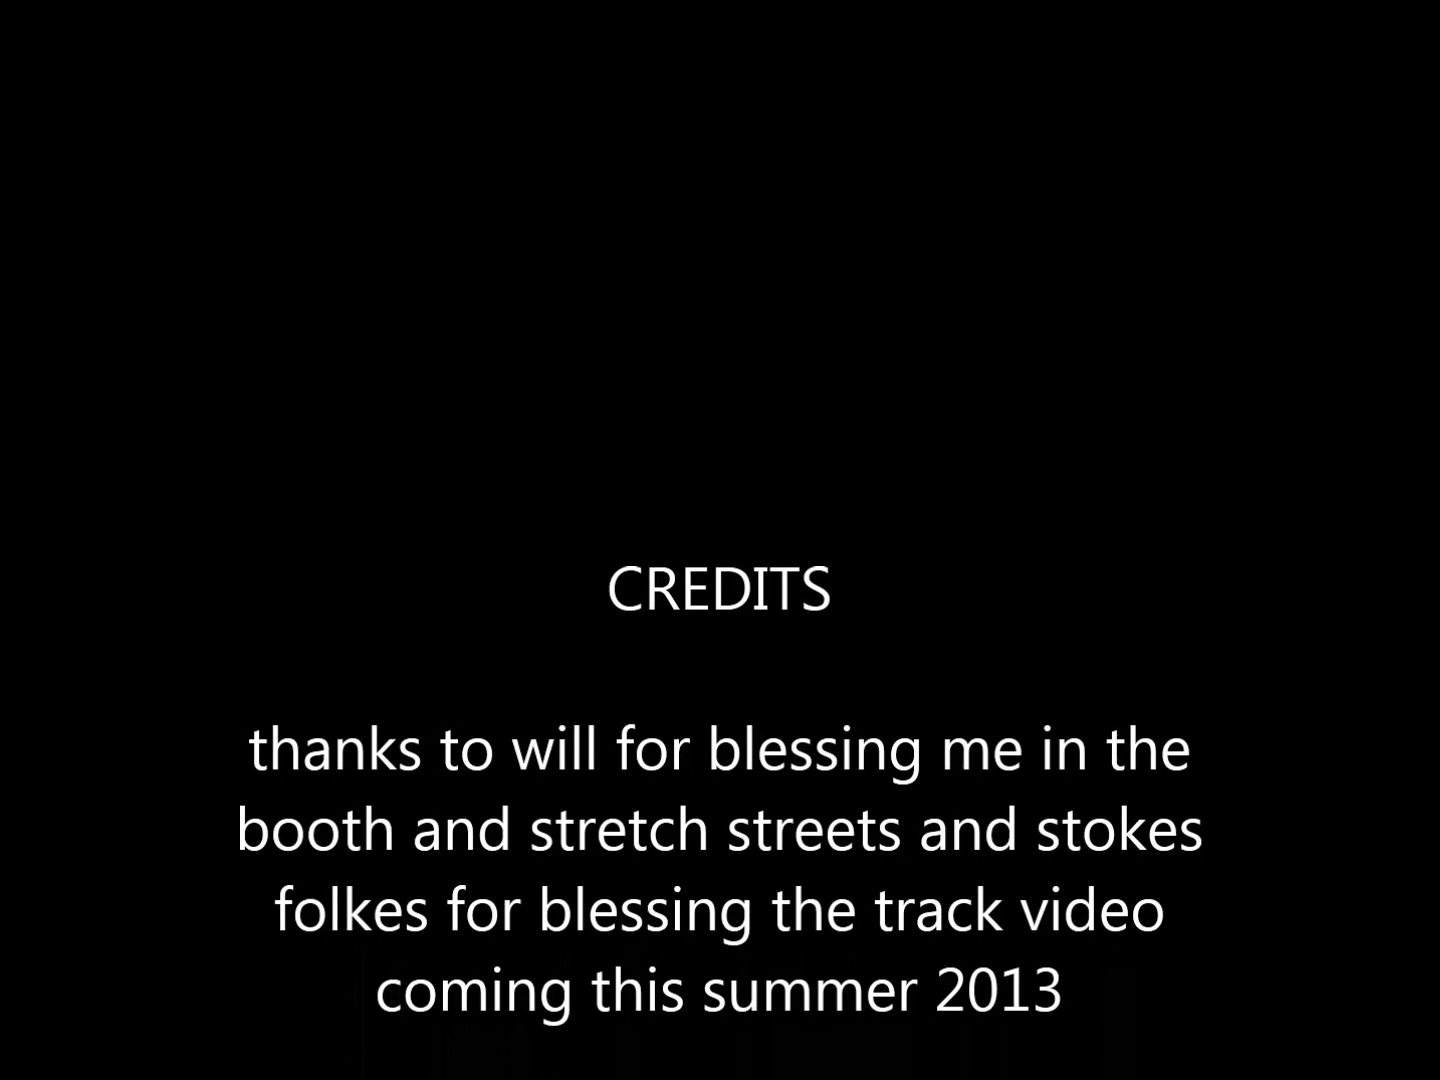 CREDITS
thanks to will for blessing me in the
booth and stretch streets and stokes
folkes for blessing the track video
coming this summer 2013